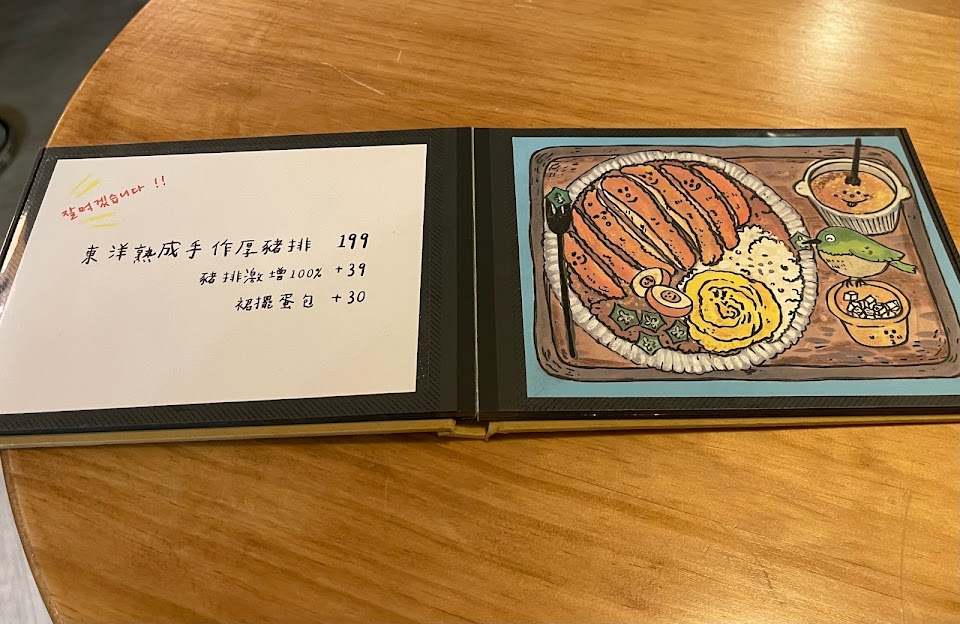 잘먹겠습니다 !!
東洋熟成手作厚豬排 199
豬排激增100% +39
裙擺蛋包 +30